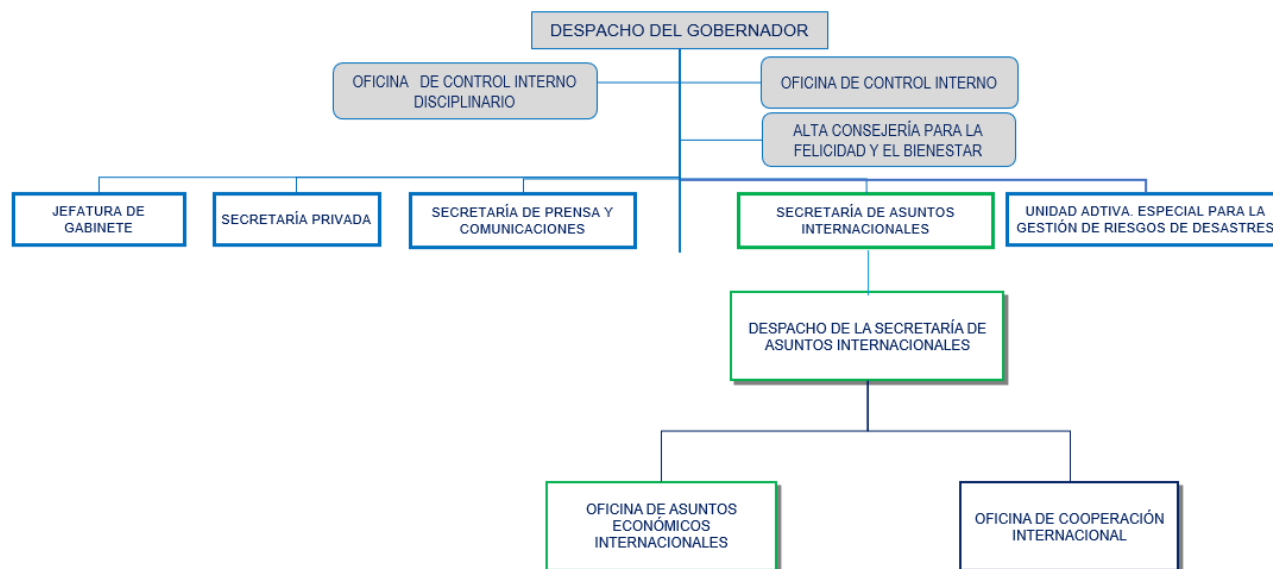 DESPACHO DEL GOBERNADOR
OFICINA DE CONTROL INTERNO
DISCIPLINARIO
OFICINA DE CONTROL INTERNO
ALTA CONSEJERÍA PARA LA
FELICIDAD Y EL BIENESTAR
JEFATURA DE
GABINETE
SECRETARÍA PRIVADA
SECRETARÍA DE PRENSA Y
COMUNICACIONES
SECRETARÍA DE ASUNTOS
INTERNACIONALES
UNIDAD ADTIVA. ESPECIAL PARA LA
GESTIÓN DE RIESGOS DE DESASTRES
DESPACHO DE LA SECRETARÍA DE
ASUNTOS INTERNACIONALES
OFICINA DE ASUNTOS
ECONÓMICOS
INTERNACIONALES
OFICINA DE COOPERACIÓN
INTERNACIONAL